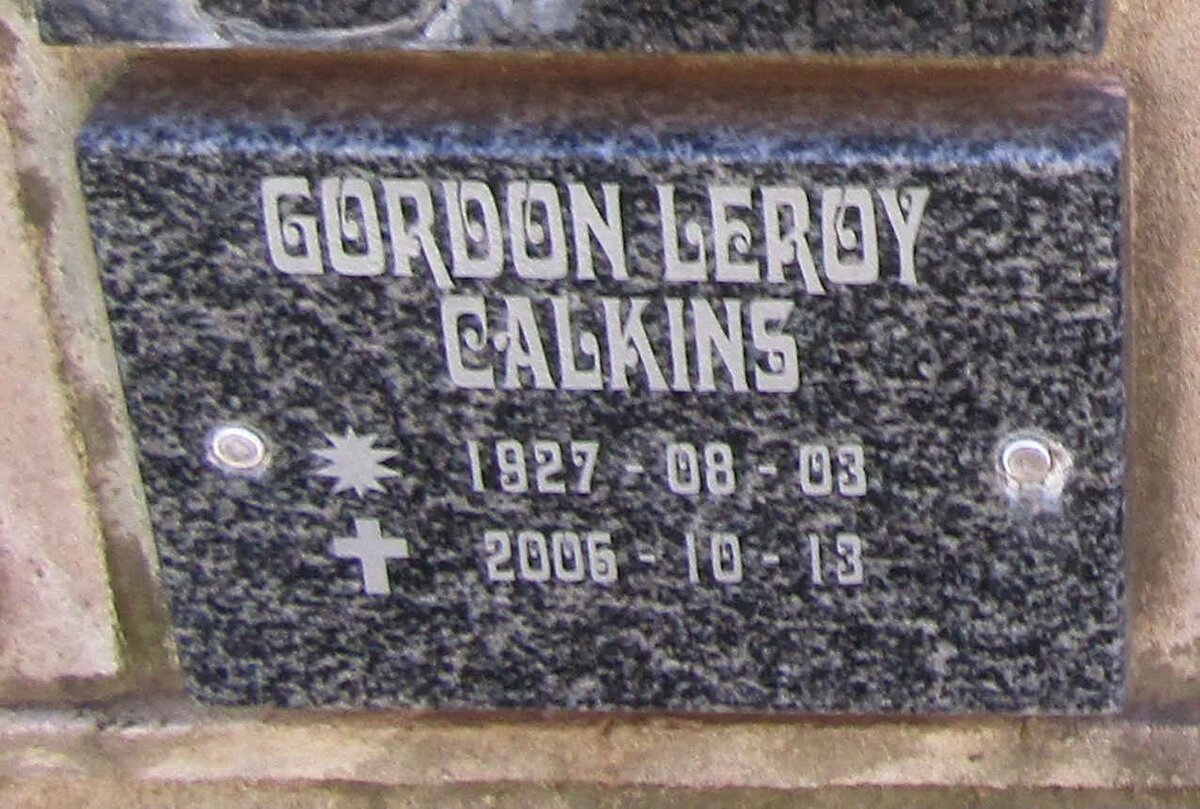 GORDON LEROY
CALKINS
1927 - 08 - 03
2006 - 10 - 13